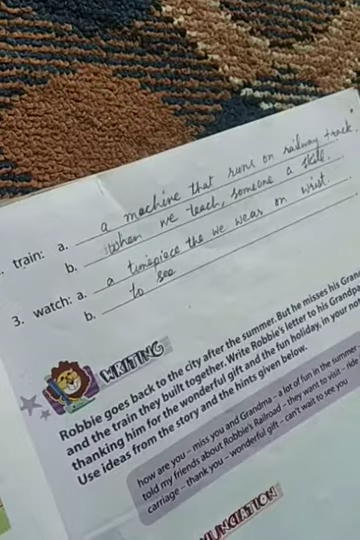 train: a. a machine that runs on railway track.
b. when we teach, someone a skill.
3. watch: a. a timepiece the we wear on wrist.
b. to see
WRITING
Robbie goes back to the city after the summer. But he misses his
and the train they built together. Write Robbie's letter to his
thanking him for the wonderful gift and the fun holiday, in your
Use ideas from the story and the hints given below.
how are you – miss you and Grandma – a lot of fun in the summer –
told my friends about Robbie's Railroad – they want to visit – ride
carriage – thank you – wonderful gift – can't wait to see you